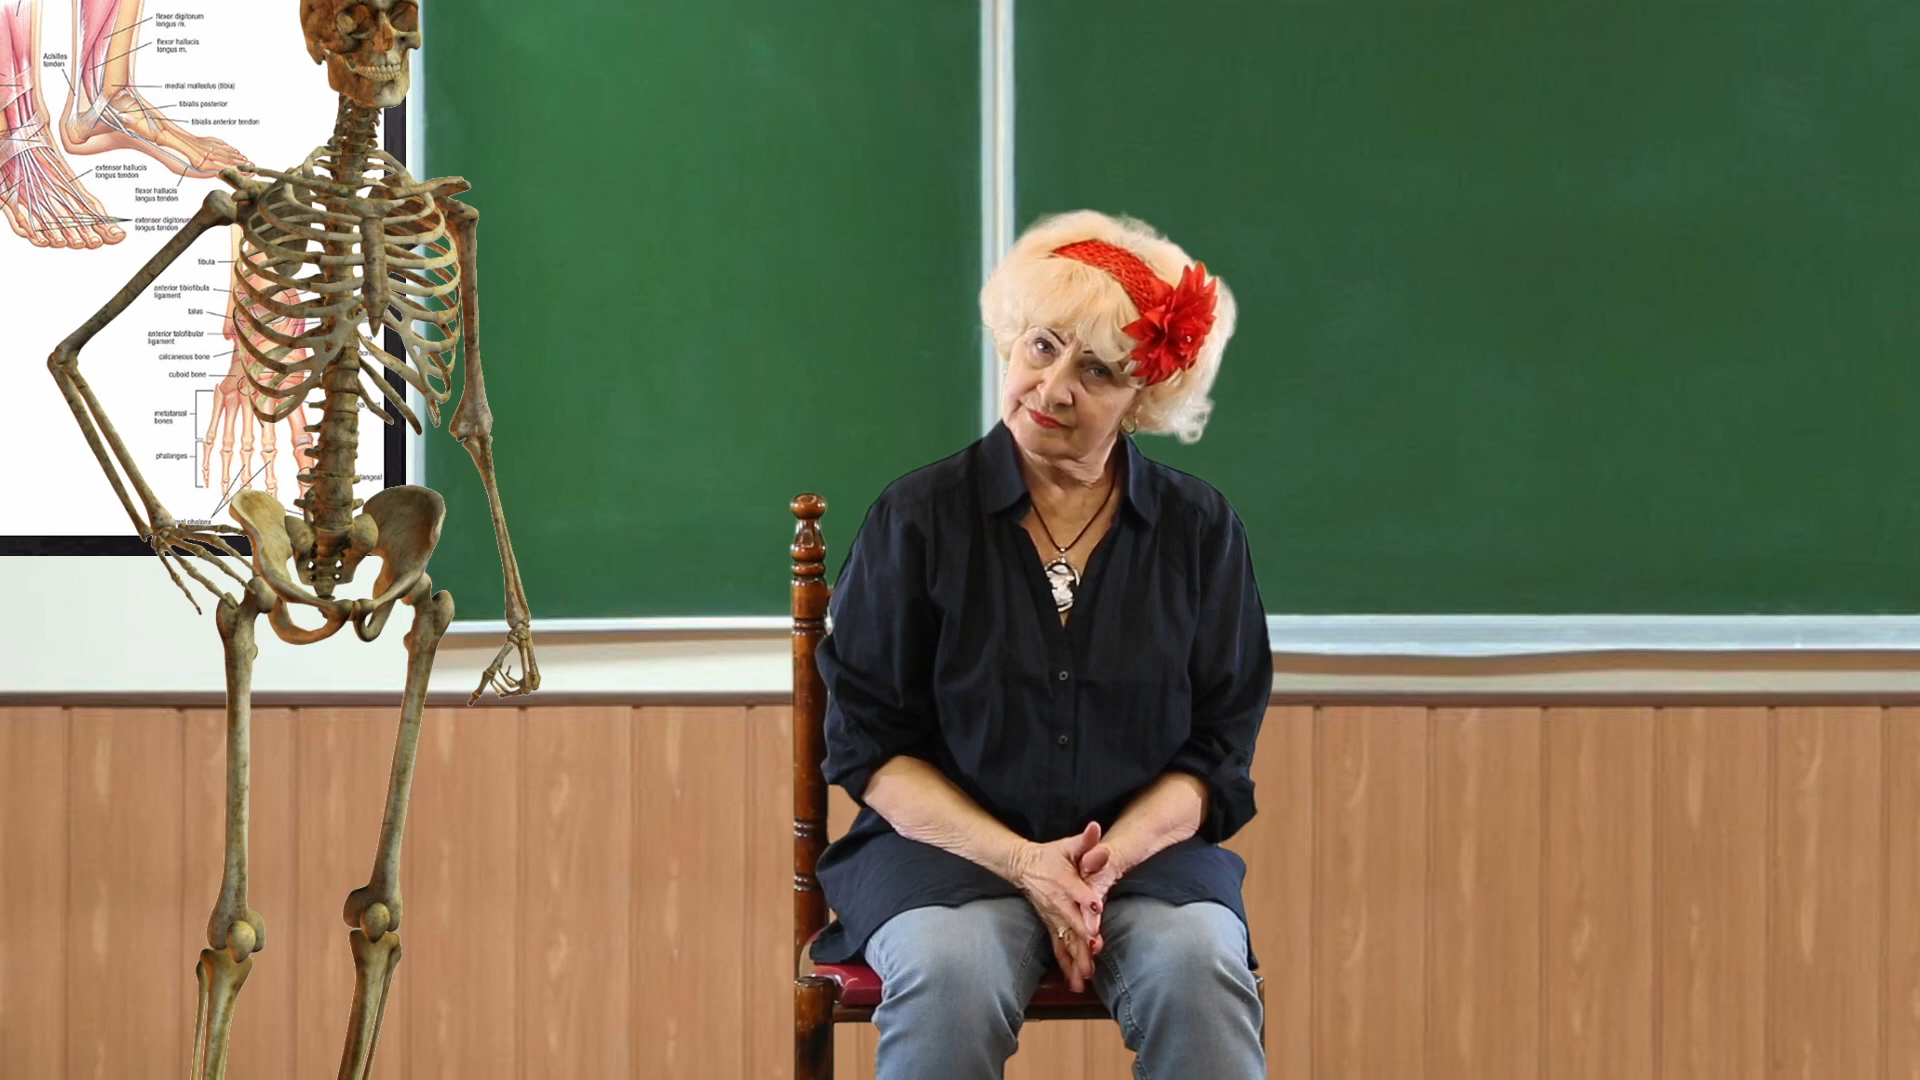 flexor digitorum
longus m.
flexor hallucis
longus m.
Achilles
tendon
medial malleolus (tibia)
tibialis posterior
tibialis anterior tendon
extensor hallucis
longus tendon
flexor hallucis
longus tendon
extensor digitorum
longus tendon
fibula
anterior tibiofibula
ligament
talus
anterior talofibular
ligament
calcaneous bone
cuboid bone
metatarsal
bones
phalanges